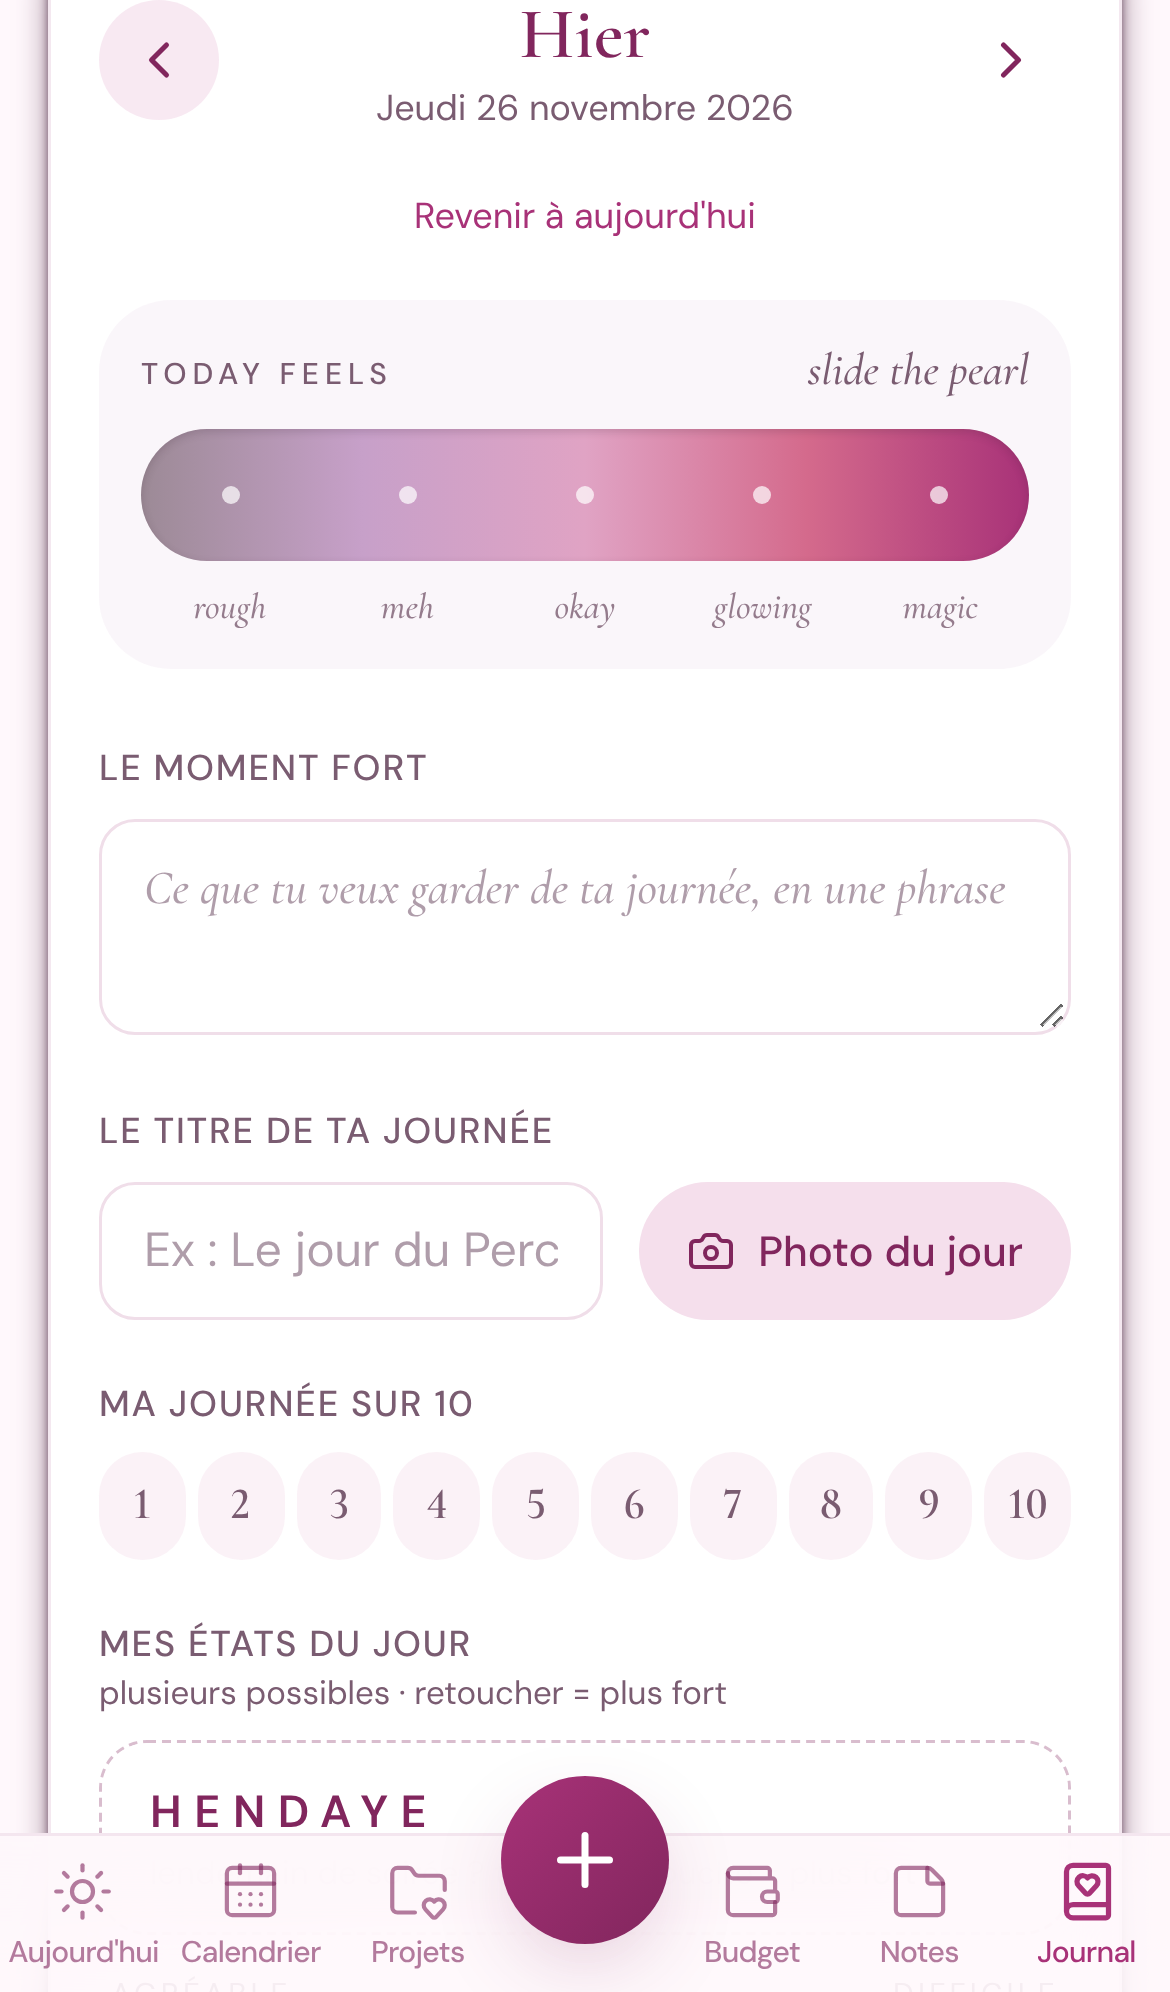 Hier
Jeudi 26 novembre 2026
Revenir à aujourd'hui
TODAY FEELS
slide the pearl
rough meh okay glowing magic
LE MOMENT FORT
Ce que tu veux garder de ta journée, en une phrase
LE TITRE DE TA JOURNÉE
Ex : Le jour du Perc
Photo du jour
MA JOURNÉE SUR 10
1 2 3 4 5 6 7 8 9 10
MES ÉTATS DU JOUR
plusieurs possibles · retoucher = plus fort
HENDAYE
Aujourd'hui Calendrier Projets Budget Notes Journal
AGRÉABLE DIFFICILE